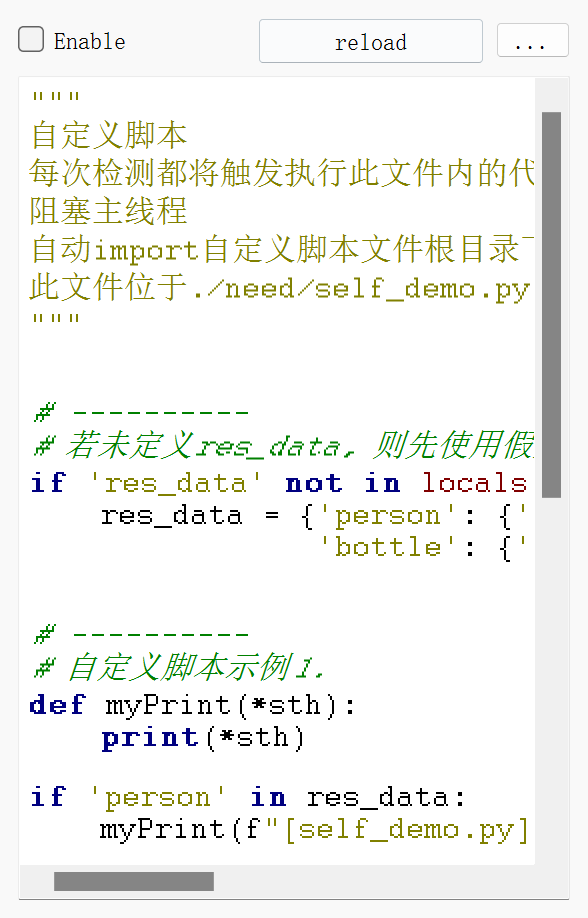 Enable reload ...
"""
自定义脚本
每次检测都将触发执行此文件内的代
阻塞主线程
自动import自定义脚本文件根目录
此文件位于./need/self_demo.py
"""
# ----------
# 若未定义res_data, 则先使用假
if 'res_data' not in locals
res_data = {'person': {'
'bottle': {'
# ----------
# 自定义脚本示例1.
def myPrint(*sth):
print(*sth)
if 'person' in res_data:
myPrint(f"[self_demo.py]